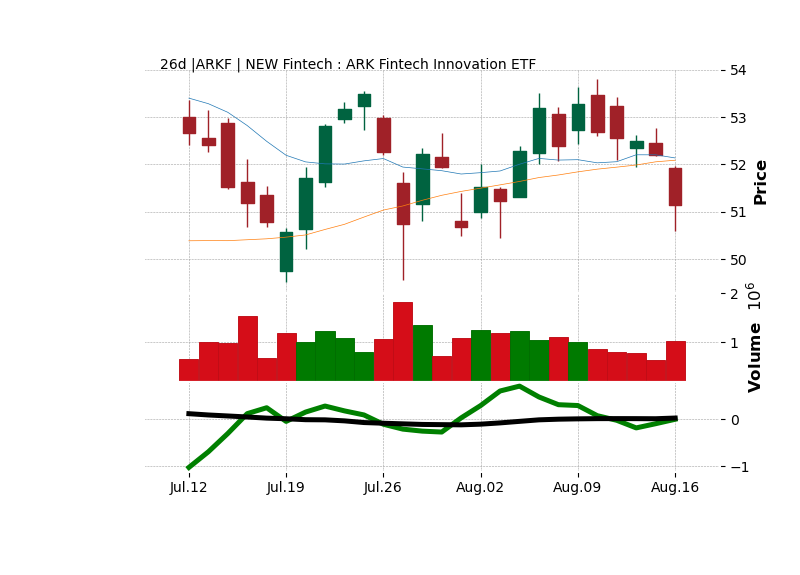 26d |ARKF | NEW Fintech : ARK Fintech Innovation ETF
54
53
52
51
50
Price
2
1
Volume 10^6
0
−1
Jul.12 Jul.19 Jul.26 Aug.02 Aug.09 Aug.16